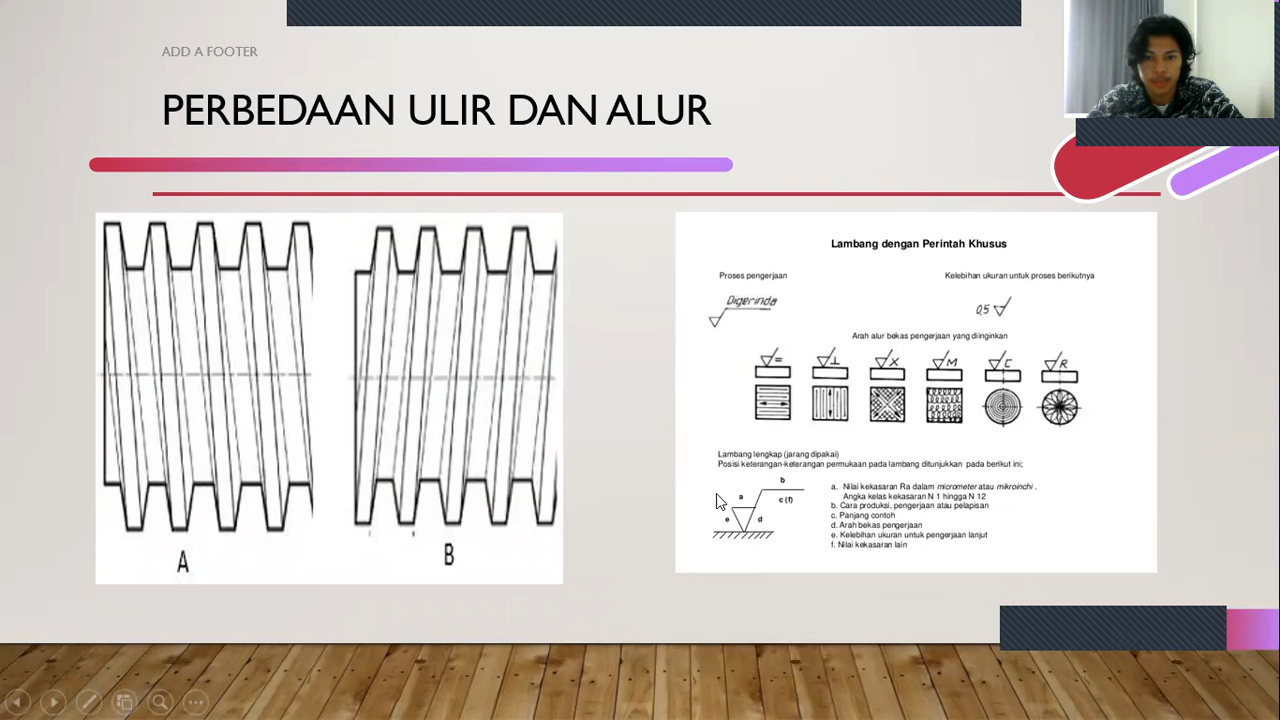 ADD A FOOTER
PERBEDAAN ULIR DAN ALUR
A
B
Lambang dengan Perintah Khusus
Proses pengerjaan
Kelebihan ukuran untuk proses berikutnya
Digerinda
0,5
Arah alur bekas pengerjaan yang diinginkan
= ⊥ X M C R
Lambang lengkap (jarang dipakai)
Posisi keterangan-keterangan permukaan pada lambang ditunjukkan pada berikut ini;
b
a
c (f)
e
d
a. Nilai kekasaran Ra dalam micrometer atau mikroinchi .
Angka kelas kekasaran N 1 hingga N 12
b. Cara produksi, pengerjaan atau pelapisan
c. Panjang contoh
d. Arah bekas pengerjaan
e. Kelebihan ukuran untuk pengerjaan lanjut
f. Nilai kekasaran lain